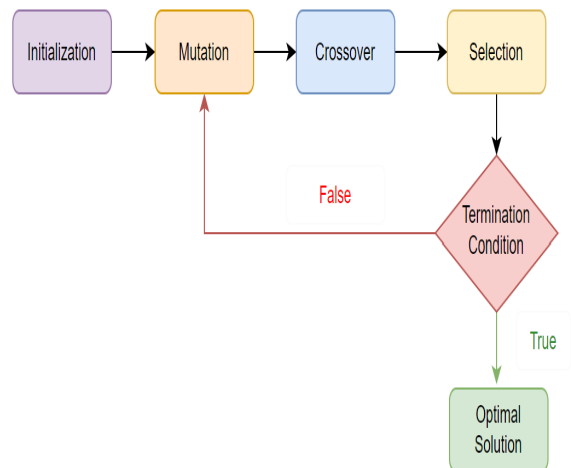 Initialization
Mutation
Crossover
Selection
Termination
Condition
False
True
Optimal
Solution